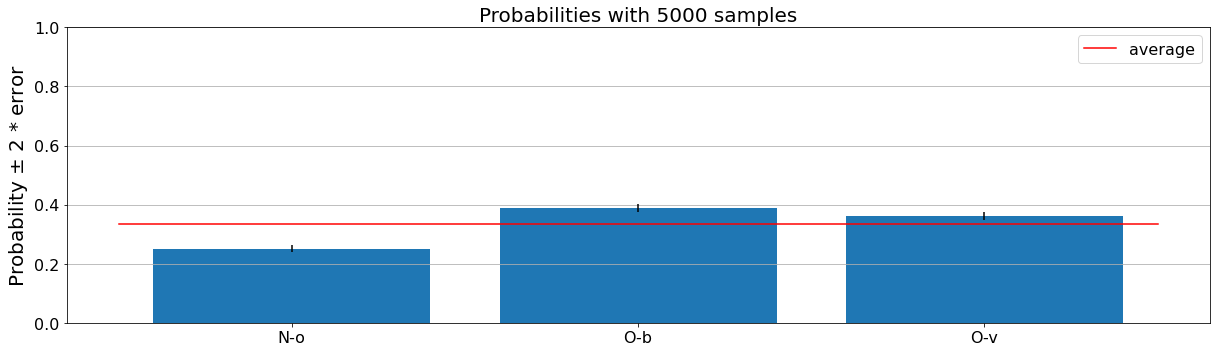 Probabilities with 5000 samples
Probability ± 2 * error
1.0
0.8
0.6
0.4
0.2
0.0
average
N-o
O-b
O-v